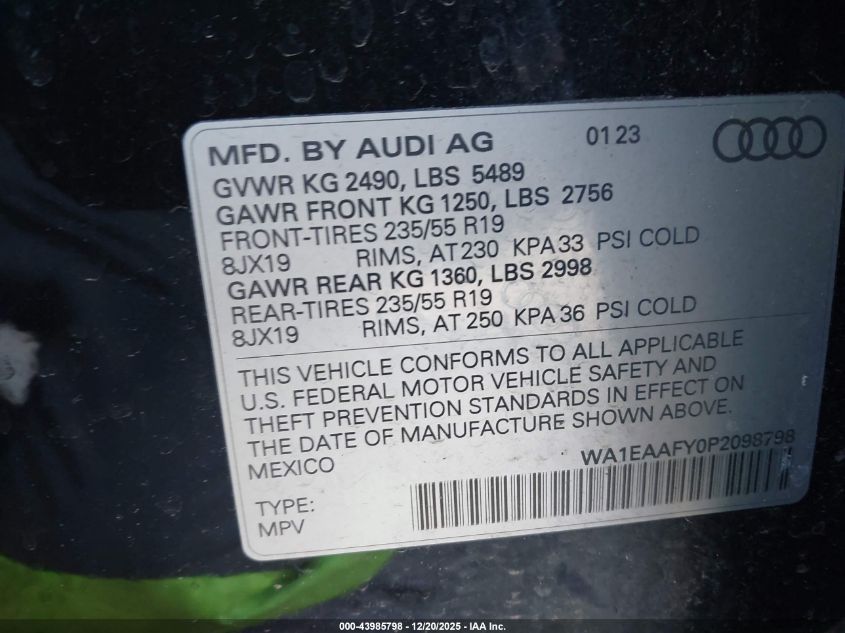 MFD. BY AUDI AG 0123
GVWR KG 2490, LBS 5489
GAWR FRONT KG 1250, LBS 2756
FRONT-TIRES 235/55 R19
8JX19 RIMS, AT 230 KPA 33 PSI COLD
GAWR REAR KG 1360, LBS 2998
REAR-TIRES 235/55 R19
8JX19 RIMS, AT 250 KPA 36 PSI COLD
THIS VEHICLE CONFORMS TO ALL APPLICABLE
U.S. FEDERAL MOTOR VEHICLE SAFETY AND
THEFT PREVENTION STANDARDS IN EFFECT ON
THE DATE OF MANUFACTURE SHOWN ABOVE.
MEXICO WA1EAAFY0P2098798
TYPE:
MPV
000-43985798 - 12/20/2025 - IAA Inc.